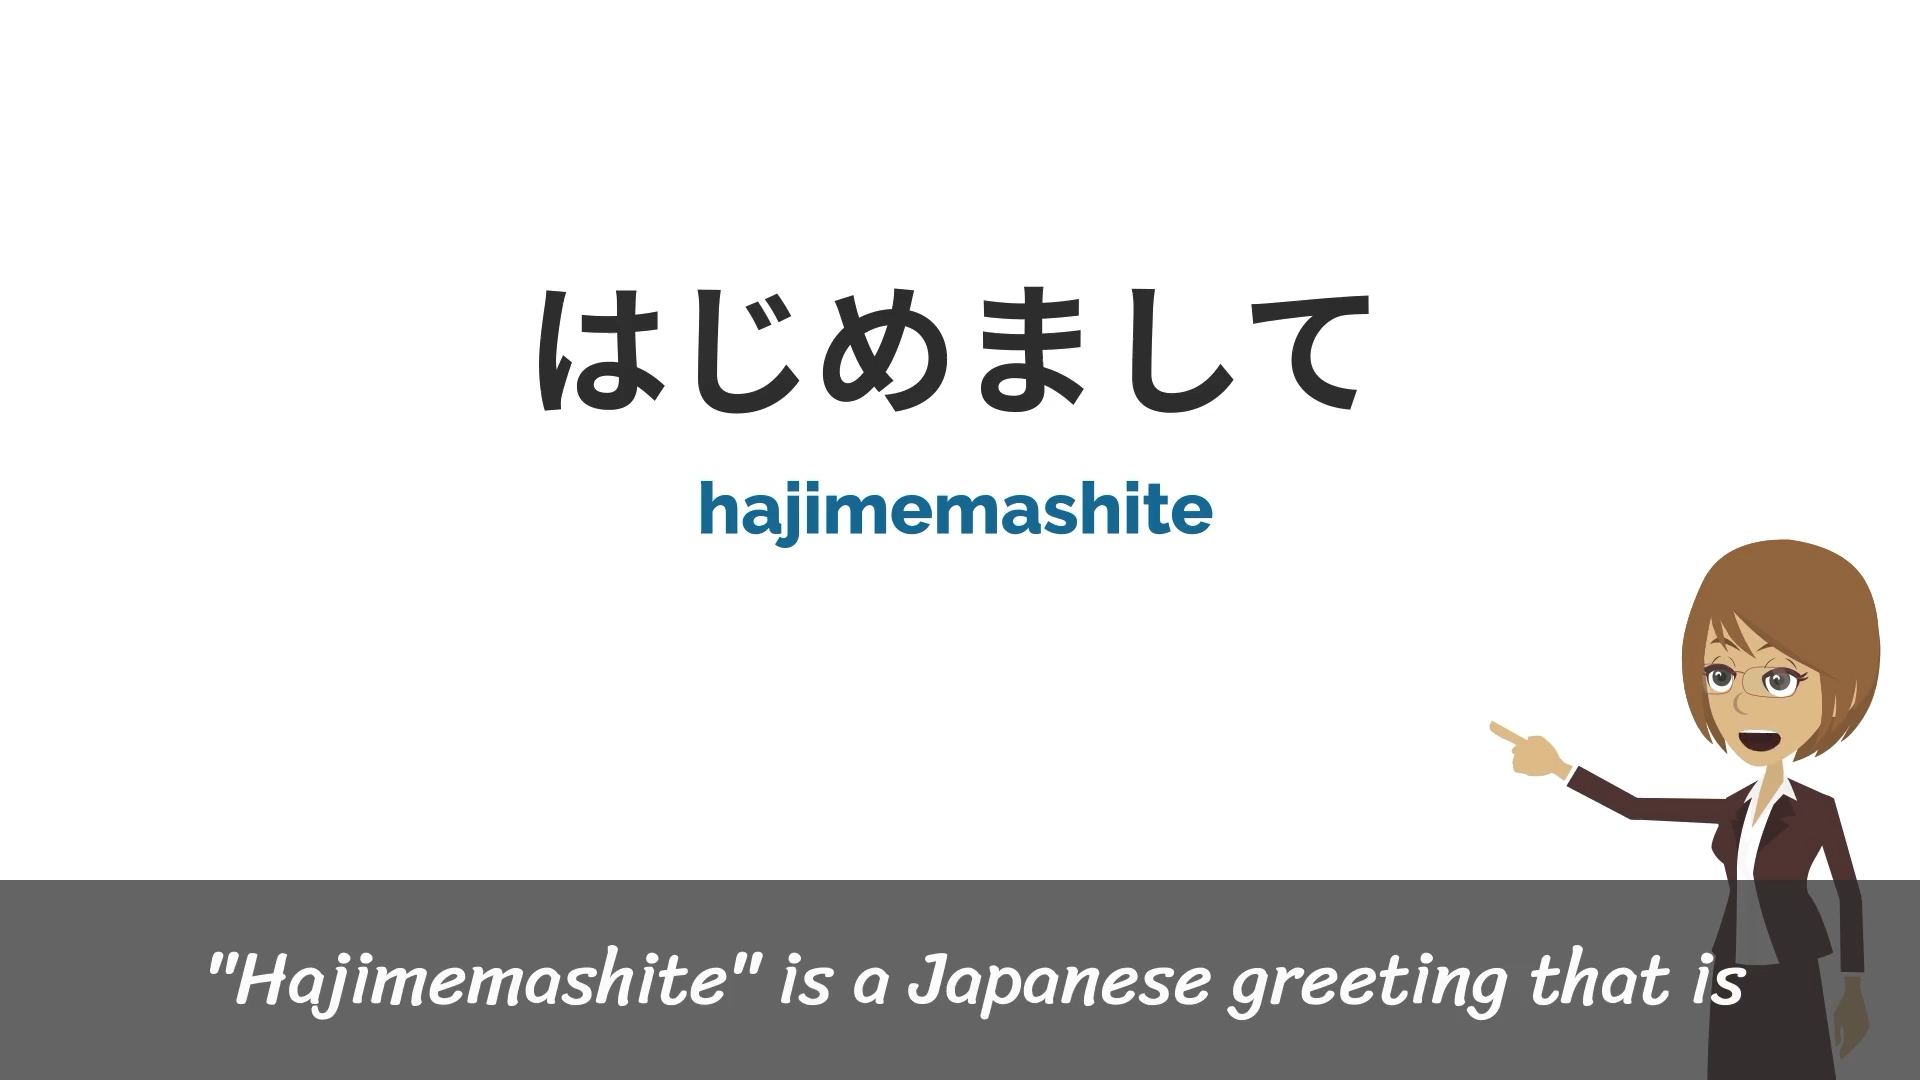 はじめまして
hajimemashite
"Hajimemashite" is a Japanese greeting that is